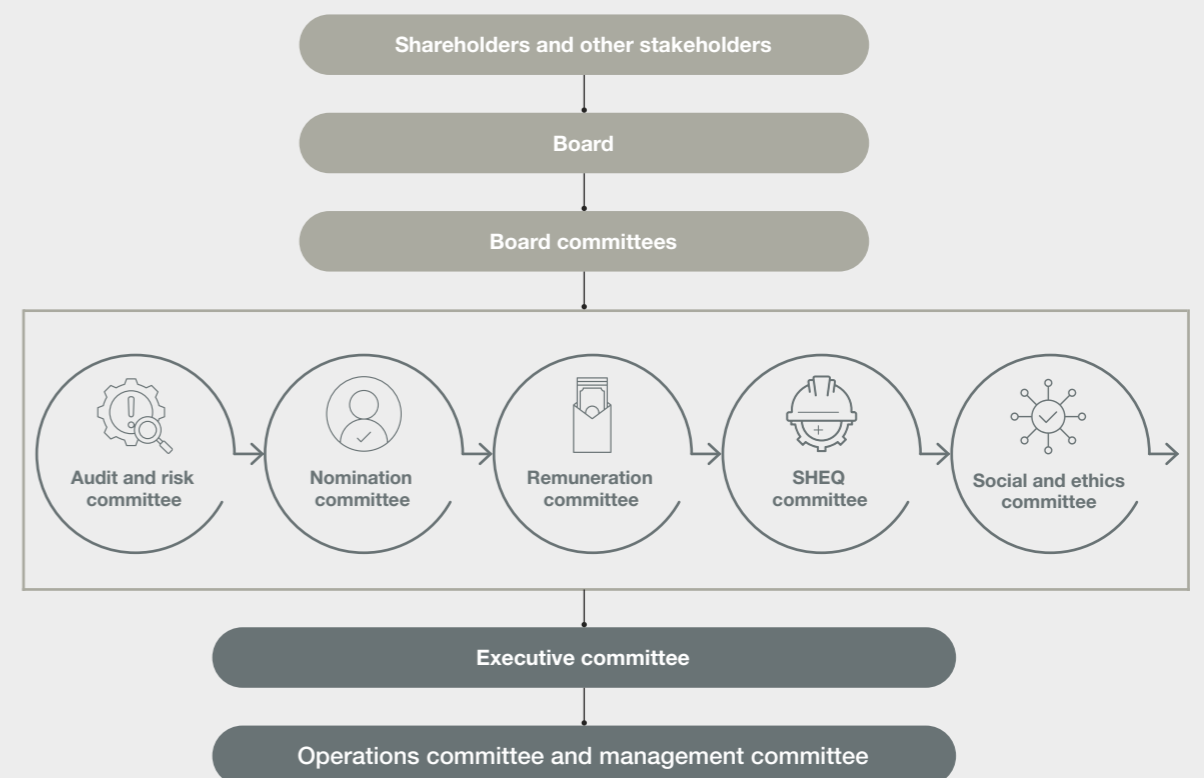 Shareholders and other stakeholders
Board
Board committees
Audit and risk
committee
Nomination
committee
Remuneration
committee
SHEQ
committee
Social and ethics
committee
Executive committee
Operations committee and management committee